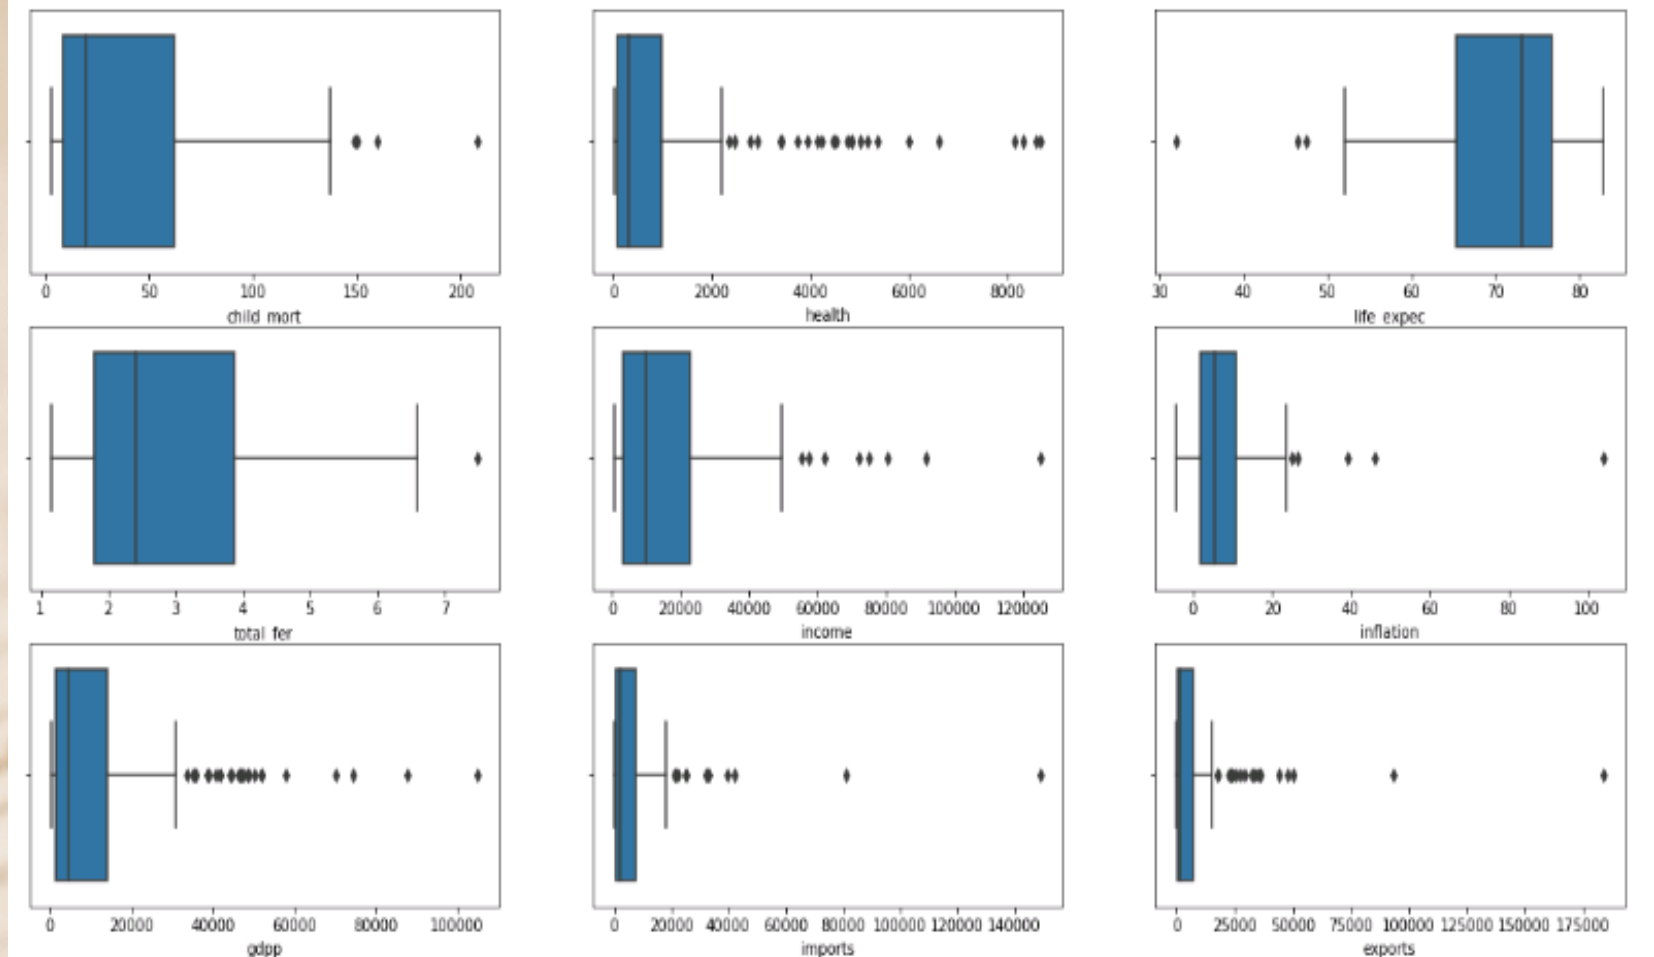 0 50 100 150 200
child_mort
0 2000 4000 6000 8000
health
30 40 50 60 70 80
life_expec
1 2 3 4 5 6 7
total_fer
0 20000 40000 60000 80000 100000 120000
income
0 20 40 60 80 100
inflation
0 20000 40000 60000 80000 100000
gdpp
0 20000 40000 60000 80000 100000 120000 140000
imports
0 25000 50000 75000 100000 125000 150000 175000
exports